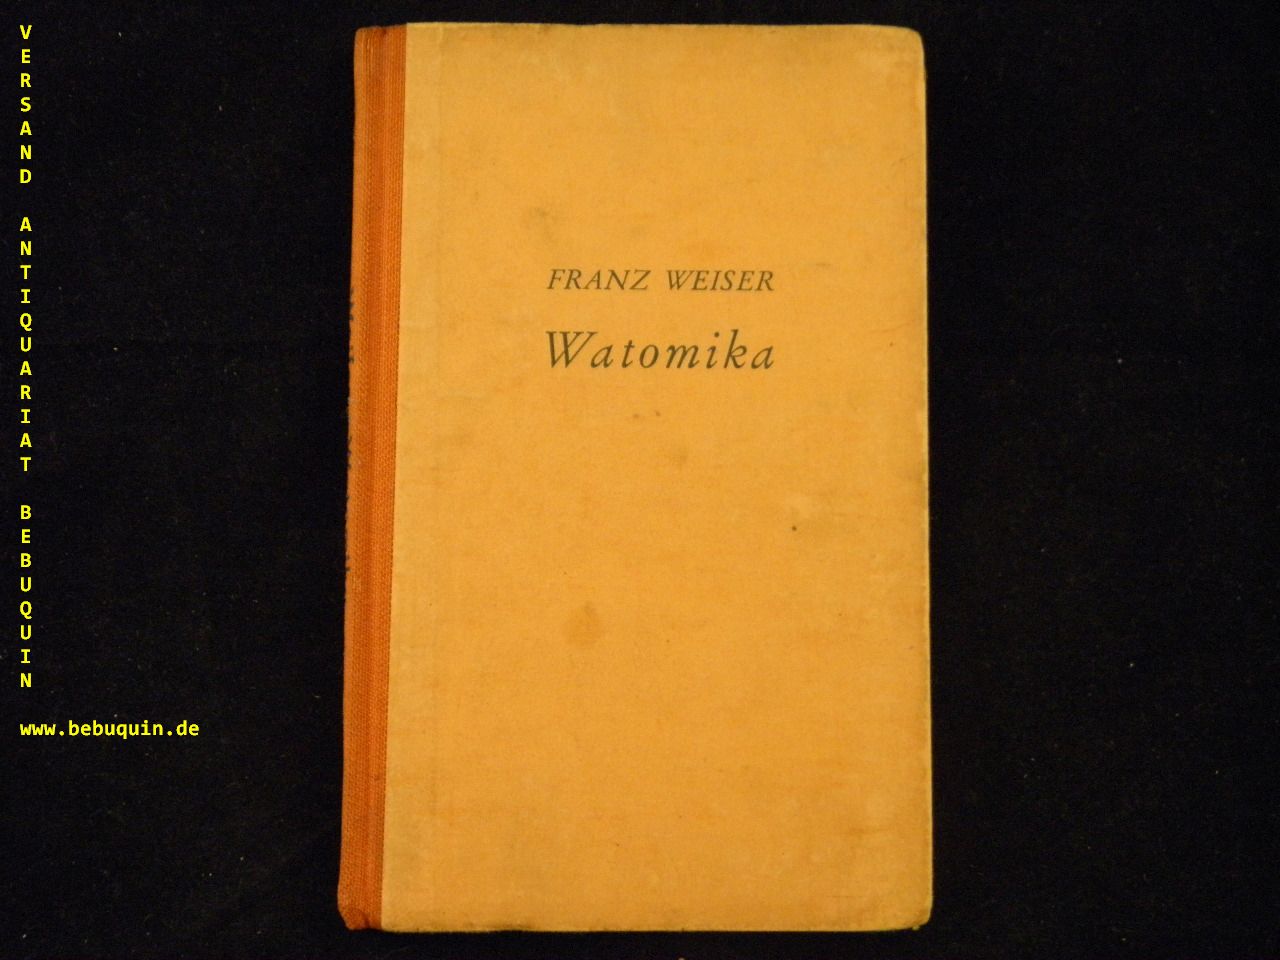 VERSAND ANTIQUARIAT BEBUQUIN
www.bebuquin.de
FRANZ WEISER
Watomika